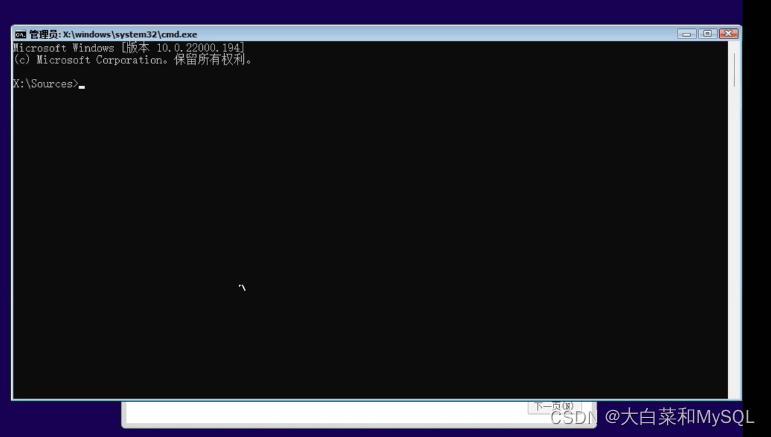 管理员: X:\windows\system32\cmd.exe
Microsoft Windows [版本 10.0.22000.194]
(c) Microsoft Corporation。保留所有权利。
X:\Sources>
下一页(N)
CSDN @大白菜和MySQL